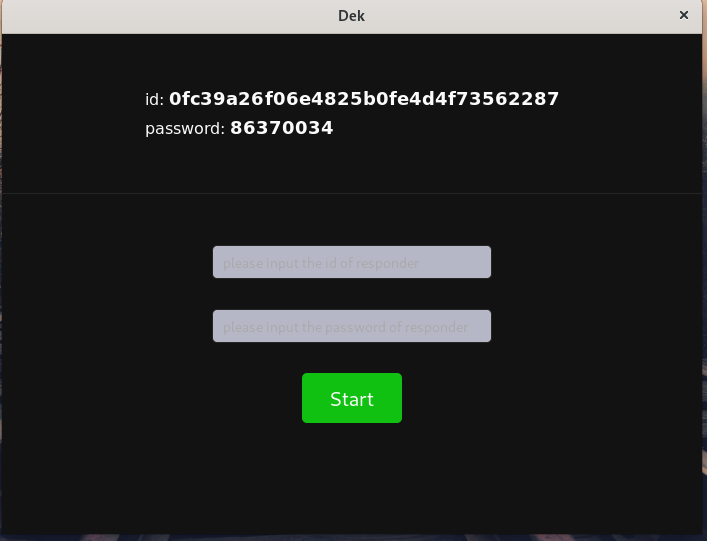 Dek
id: 0fc39a26f06e4825b0fe4d4f73562287
password: 86370034
please input the id of responder
please input the password of responder
Start